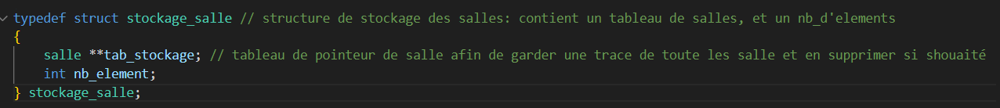 typedef struct stockage_salle // structure de stockage des salles: contient un tableau de salles, et un nb_d'elements
{
    salle **tab_stockage; // tableau de pointeur de salle afin de garder une trace de toute les salle et en supprimer si shouaité
    int nb_element;
} stockage_salle;